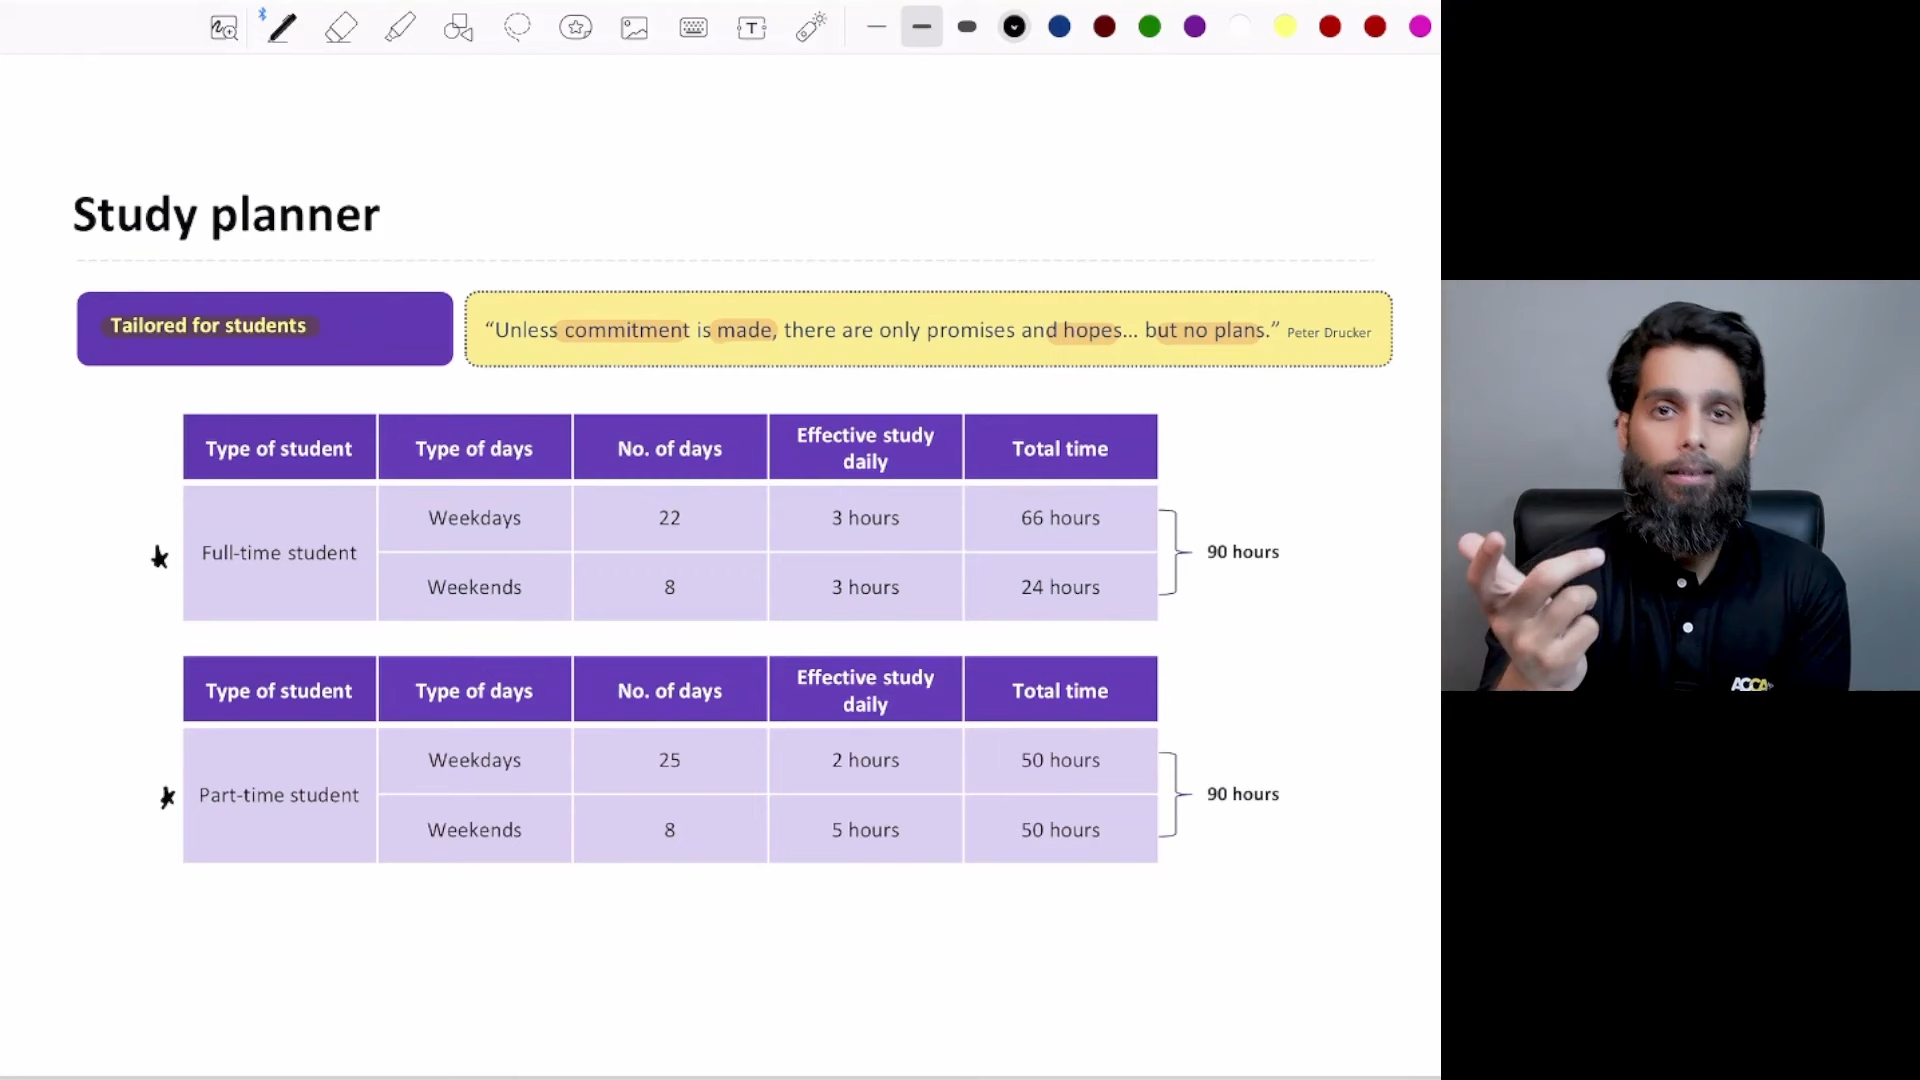 Study planner
Tailored for students
“Unless commitment is made, there are only promises and hopes... but no plans.” Peter Drucker
Type of student Type of days No. of days Effective study daily Total time
Full-time student
Weekdays 22 3 hours 66 hours
Weekends 8 3 hours 24 hours
90 hours
Type of student Type of days No. of days Effective study daily Total time
Part-time student
Weekdays 25 2 hours 50 hours
Weekends 8 5 hours 50 hours
90 hours
ACCA